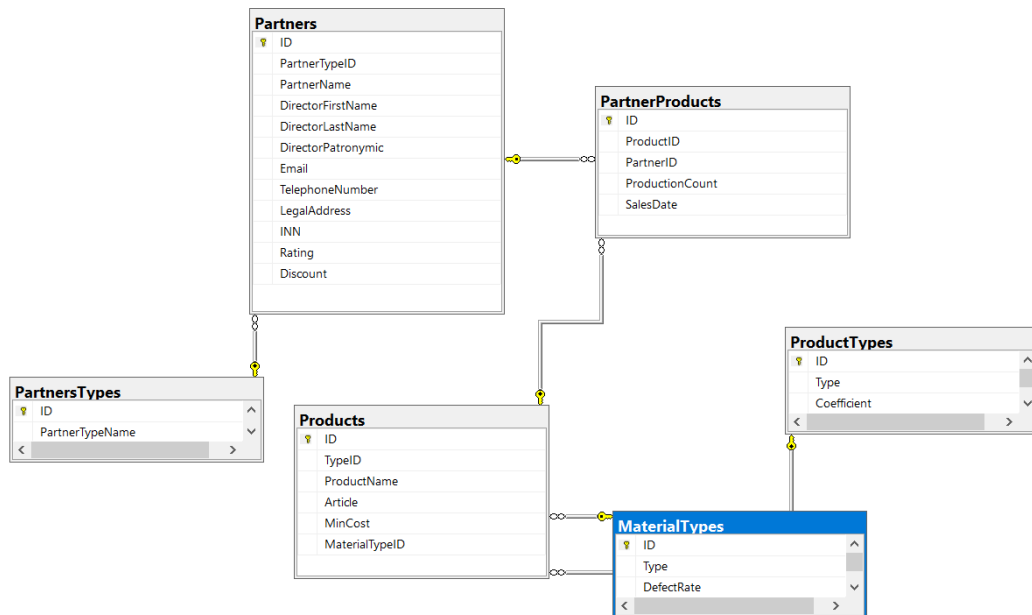 Partners
ID
PartnerTypeID
PartnerName
DirectorFirstName
DirectorLastName
DirectorPatronymic
Email
TelephoneNumber
LegalAddress
INN
Rating
Discount
PartnerProducts
ID
ProductID
PartnerID
ProductionCount
SalesDate
ProductTypes
ID
Type
Coefficient
PartnersTypes
ID
PartnerTypeName
Products
ID
TypeID
ProductName
Article
MinCost
MaterialTypeID
MaterialTypes
ID
Type
DefectRate